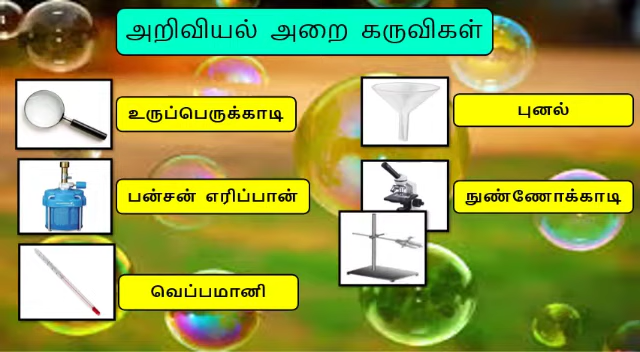 அறிவியல் அறை கருவிகள்
உருப்பெருக்காடி
புனல்
பன்சன் எரிப்பான்
நுண்ணோக்காடி
வெப்பமானி